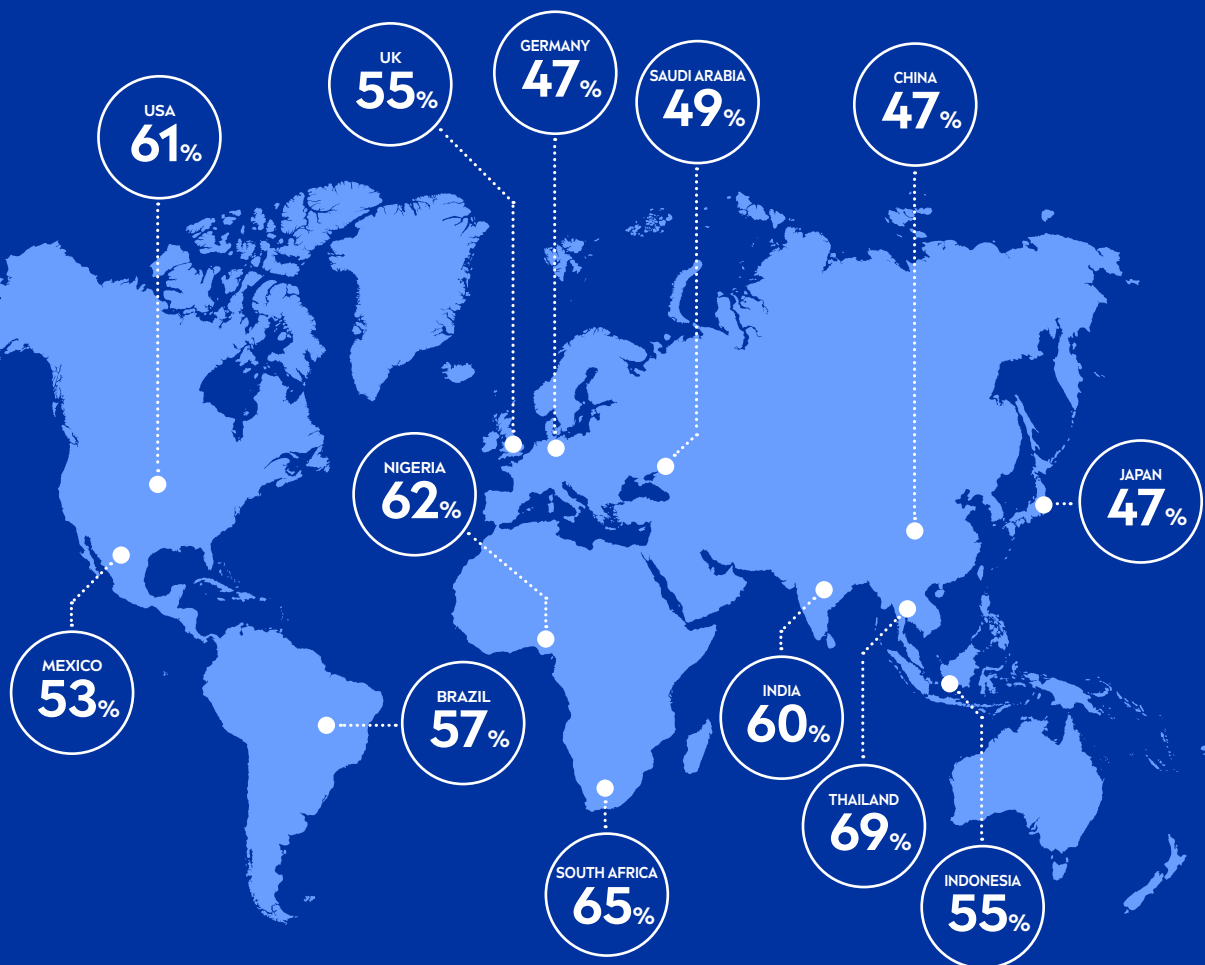 UK
55%
GERMANY
47%
SAUDI ARABIA
49%
CHINA
47%
USA
61%
NIGERIA
62%
JAPAN
47%
MEXICO
53%
BRAZIL
57%
INDIA
60%
THAILAND
69%
SOUTH AFRICA
65%
INDONESIA
55%